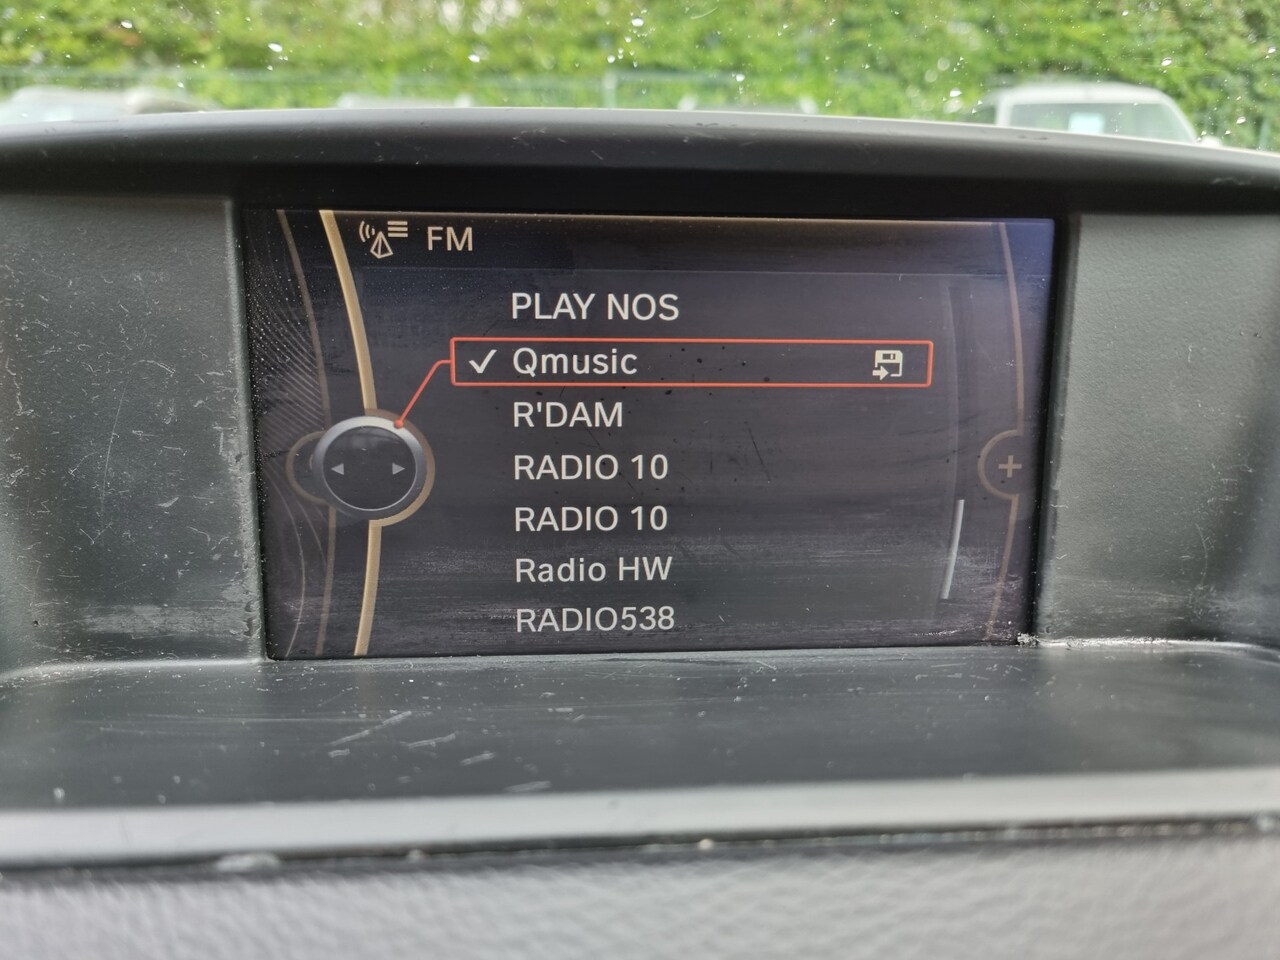 FM
PLAY NOS
Qmusic
R'DAM
RADIO 10
RADIO 10
Radio HW
RADIO538